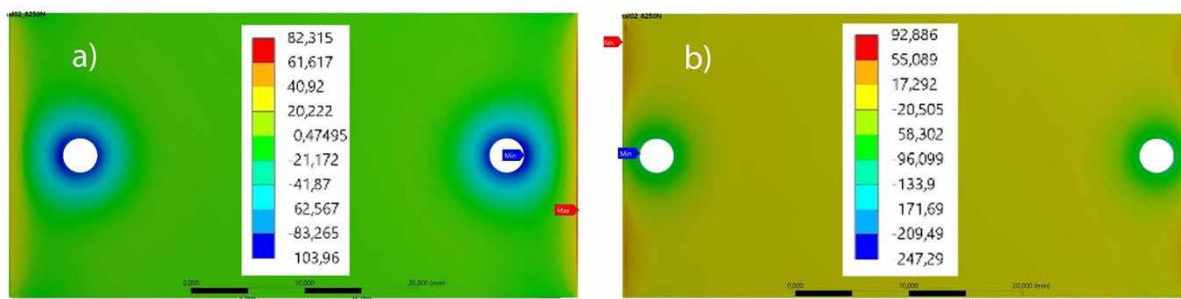 a)
82,315
61,617
40,92
20,222
0,47495
-21,172
-41,87
62,567
-83,265
103,96
Min
Max
0,000 10,000 20,000 (mm)
b)
92,886
55,089
17,292
-20,505
58,302
-96,099
-133,9
171,69
-209,49
247,29
Max
Min
0,000 10,000 20,000 (mm)